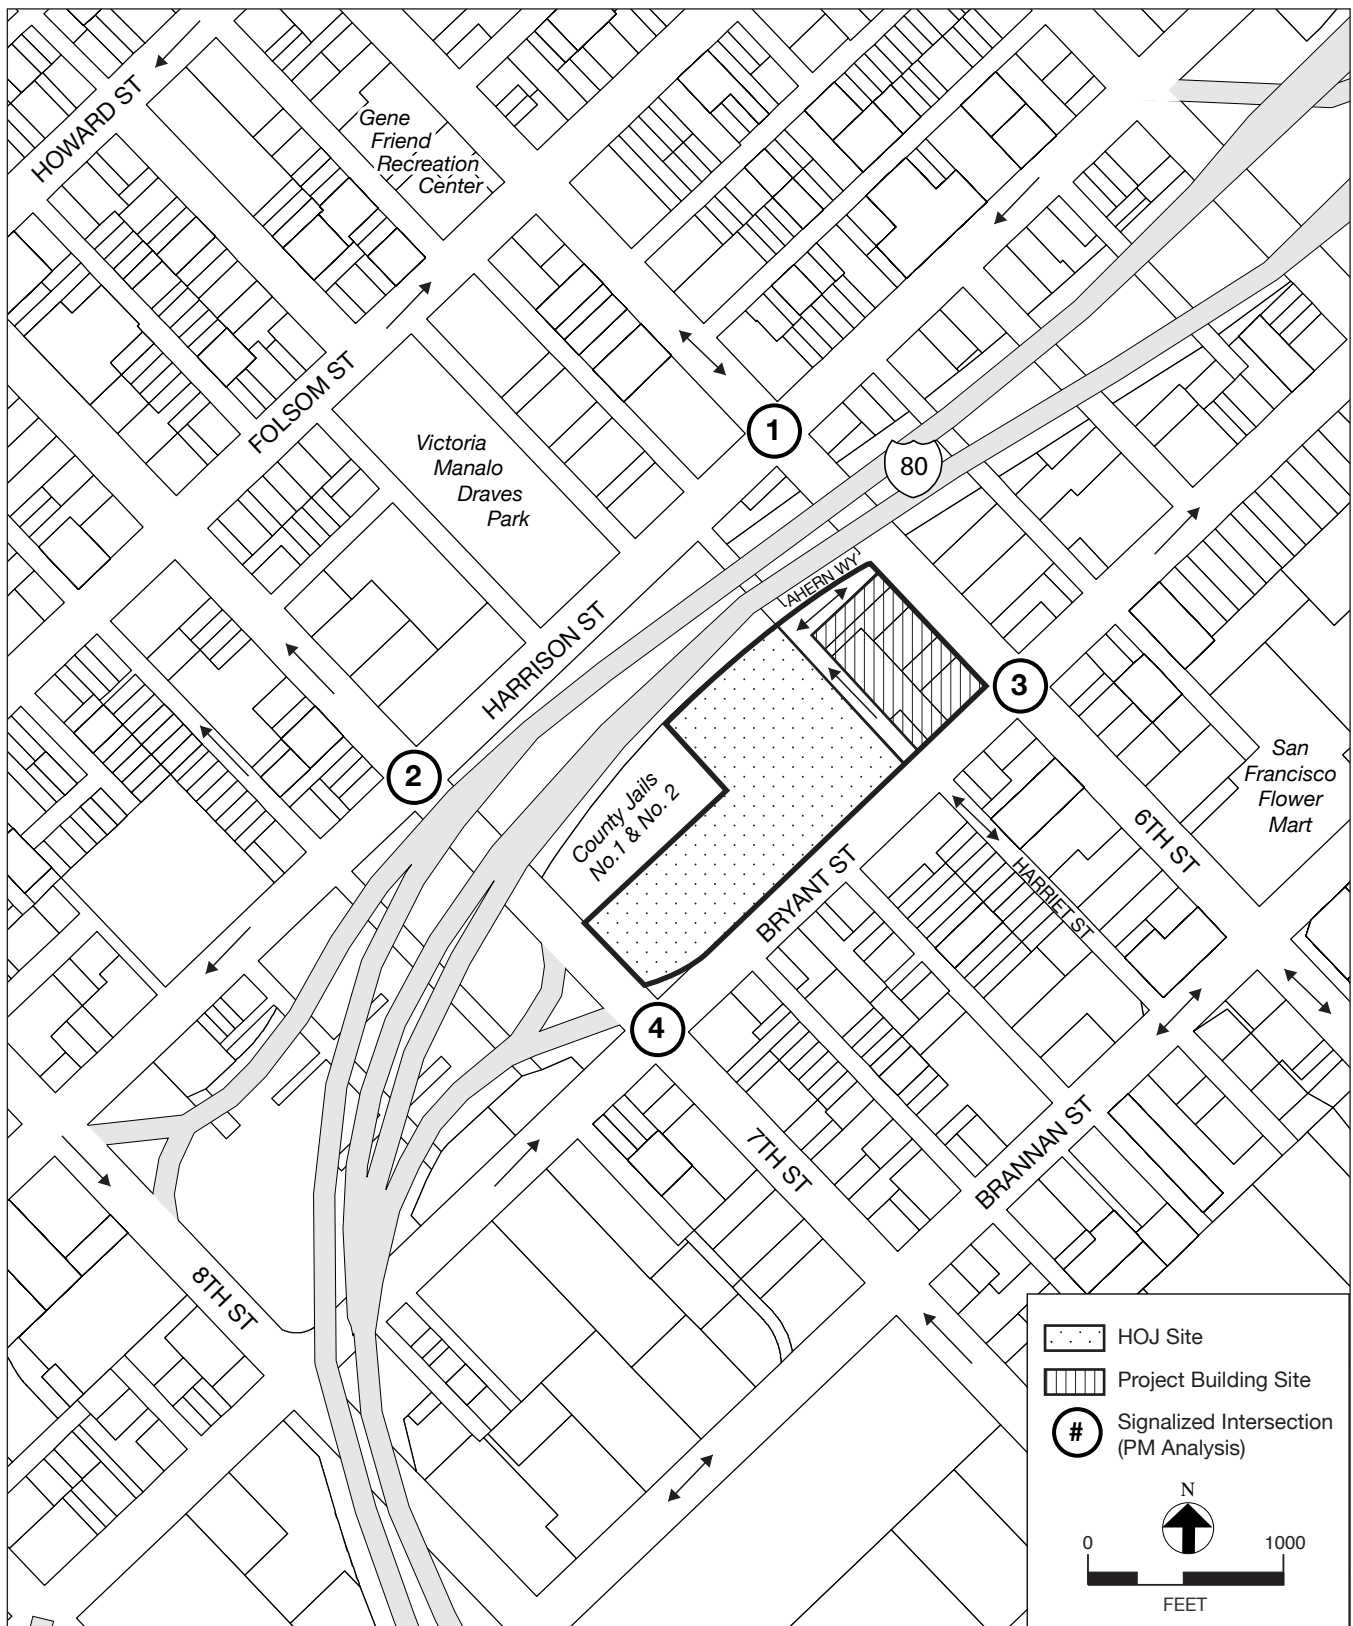 HOWARD ST
Gene
Friend
Recreation
Center
FOLSOM ST
Victoria
Manalo
Draves
Park
1
80
AHERN WY
HARRISON ST
3
2
San
Francisco
Flower
Mart
County Jails
No.1 & No. 2
6TH ST
BRYANT ST
HARRIET ST
4
7TH ST
BRANNAN ST
8TH ST
HOJ Site
Project Building Site
#
Signalized Intersection
(PM Analysis)
N
0 1000
FEET